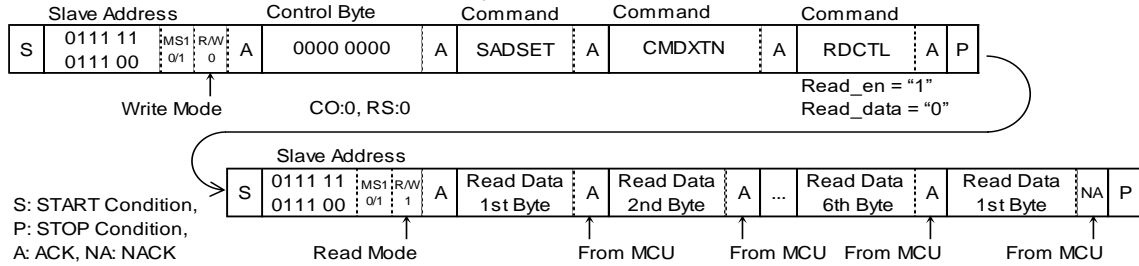 Slave Address Control Byte Command Command Command
S 0111 11 0111 00 MS1 0/1 R/W 0 A 0000 0000 A SADSET A CMDXTN A RDCTL A P
Write Mode CO:0, RS:0 Read_en = “1”
Read_data = “0”
Slave Address
S 0111 11 0111 00 MS1 0/1 R/W 1 A Read Data 1st Byte A Read Data 2nd Byte A ... Read Data 6th Byte A Read Data 1st Byte NA P
S: START Condition,
P: STOP Condition,
A: ACK, NA: NACK Read Mode From MCU From MCU From MCU From MCU